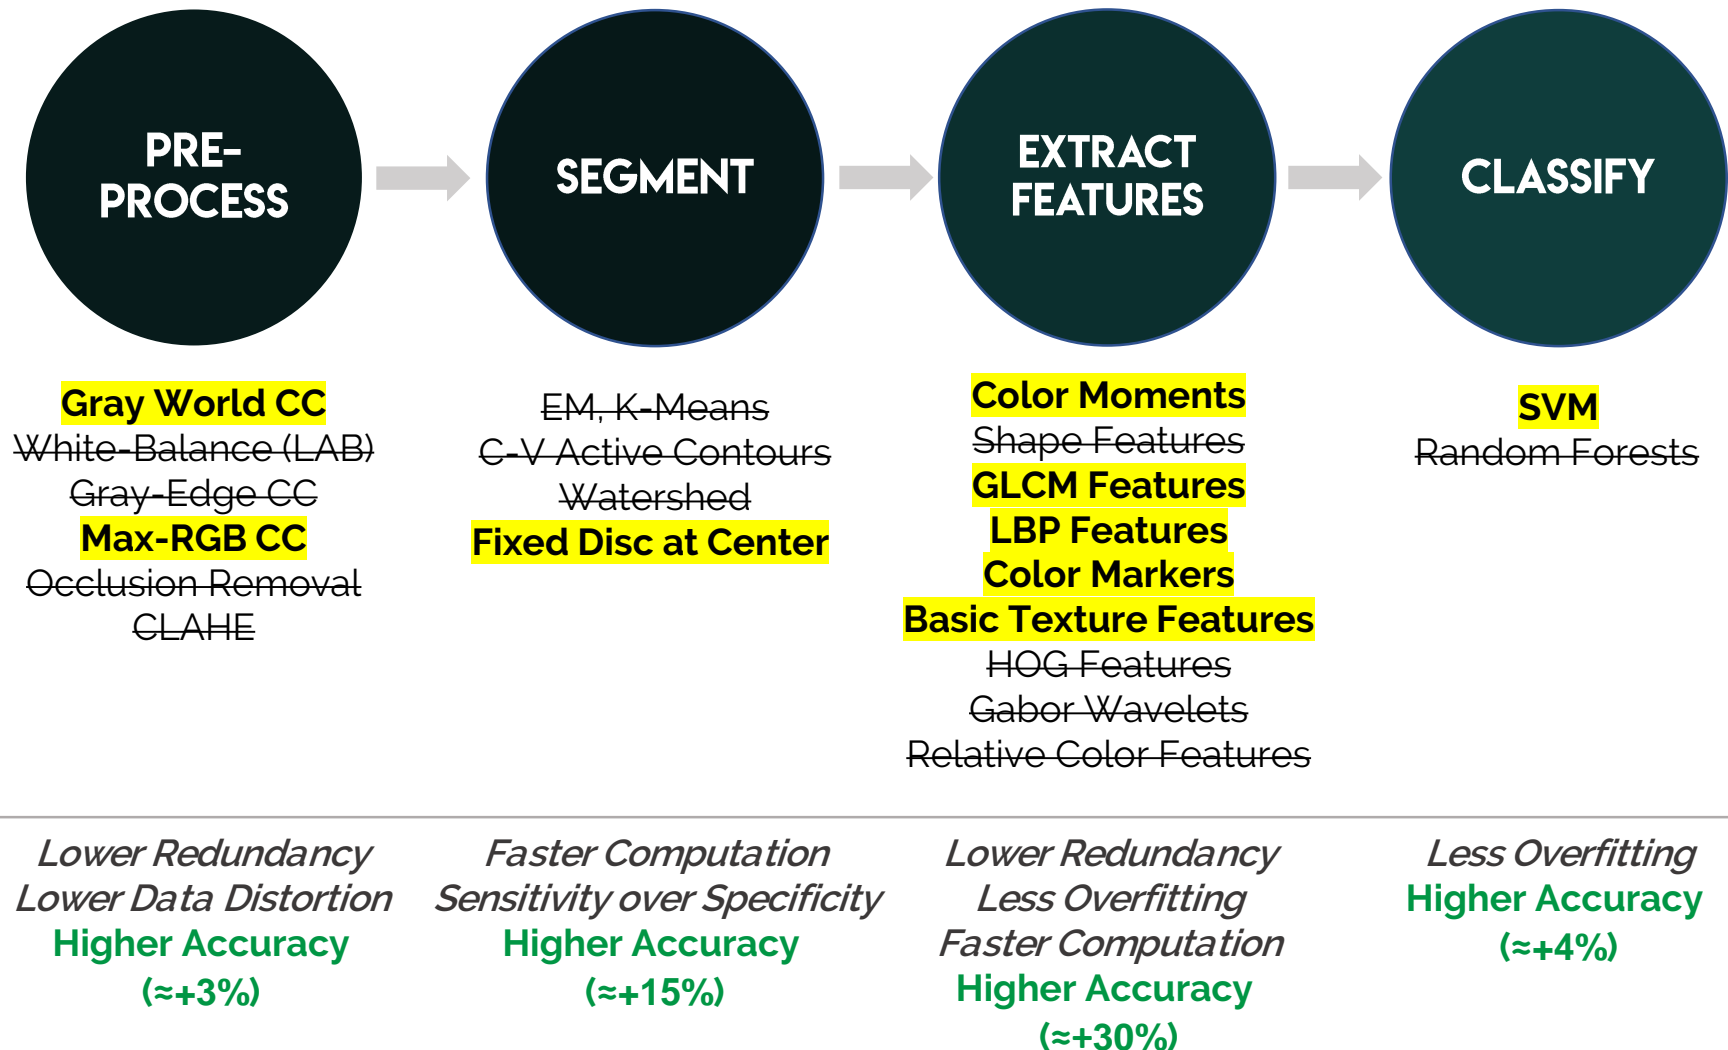 PRE-
PROCESS
SEGMENT
EXTRACT
FEATURES
CLASSIFY
Gray World CC
White-Balance (LAB)
Gray-Edge CC
Max-RGB CC
Occlusion Removal
CLAHE
EM, K-Means
C-V Active Contours
Watershed
Fixed Disc at Center
Color Moments
Shape Features
GLCM Features
LBP Features
Color Markers
Basic Texture Features
HOG Features
Gabor Wavelets
Relative Color Features
SVM
Random Forests
Lower Redundancy
Lower Data Distortion
Higher Accuracy
(≈+3%)
Faster Computation
Sensitivity over Specificity
Higher Accuracy
(≈+15%)
Lower Redundancy
Less Overfitting
Faster Computation
Higher Accuracy
(≈+30%)
Less Overfitting
Higher Accuracy
(≈+4%)